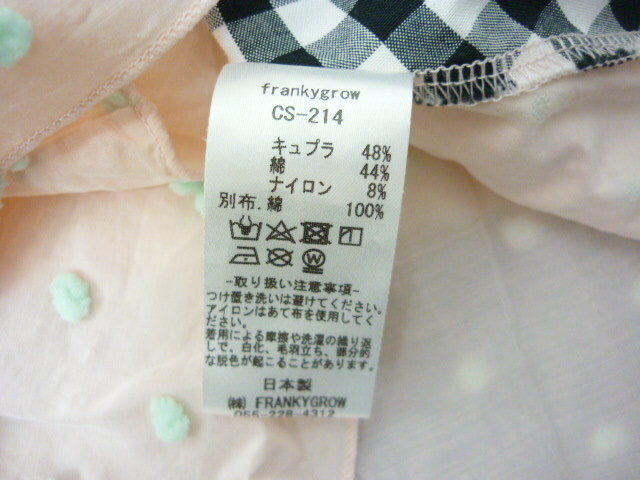 frankygrow
CS-214
キュプラ 48%
綿 44%
ナイロン 8%
別布.綿 100%
W
-取り扱い注意事項-
つけ置き洗いは避けてください。
アイロンはあて布を使用してく
ださい。
着用による摩擦や洗濯の繰り返
しで、白化、毛羽立ち、部分的
な脱色が起こることがあります。
日本製
㈱ FRANKYGROW
055-228-4312